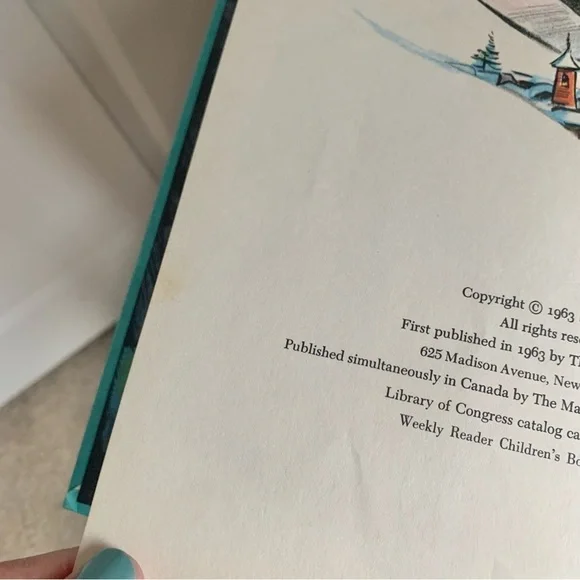 Copyright © 1963
All rights res
First published in 1963 by Th
625 Madison Avenue, New
Published simultaneously in Canada by The Ma
Library of Congress catalog ca
Weekly Reader Children's Bo